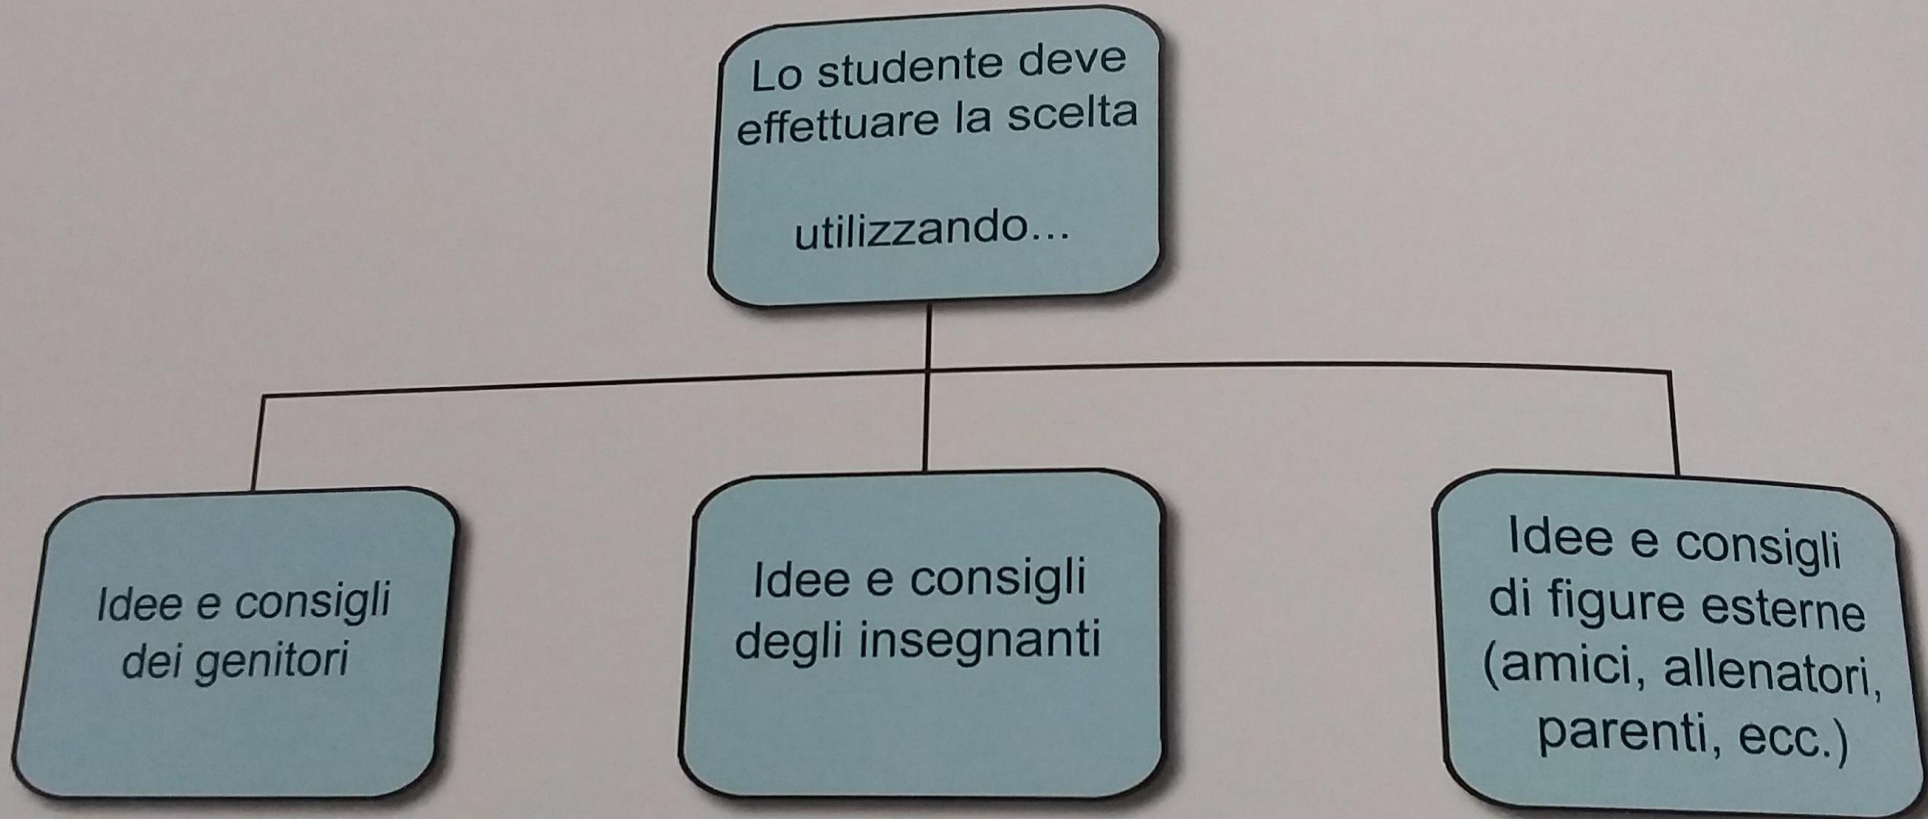 Lo studente deve
effettuare la scelta
utilizzando...
Idee e consigli
dei genitori
Idee e consigli
degli insegnanti
Idee e consigli
di figure esterne
(amici, allenatori,
parenti, ecc.)